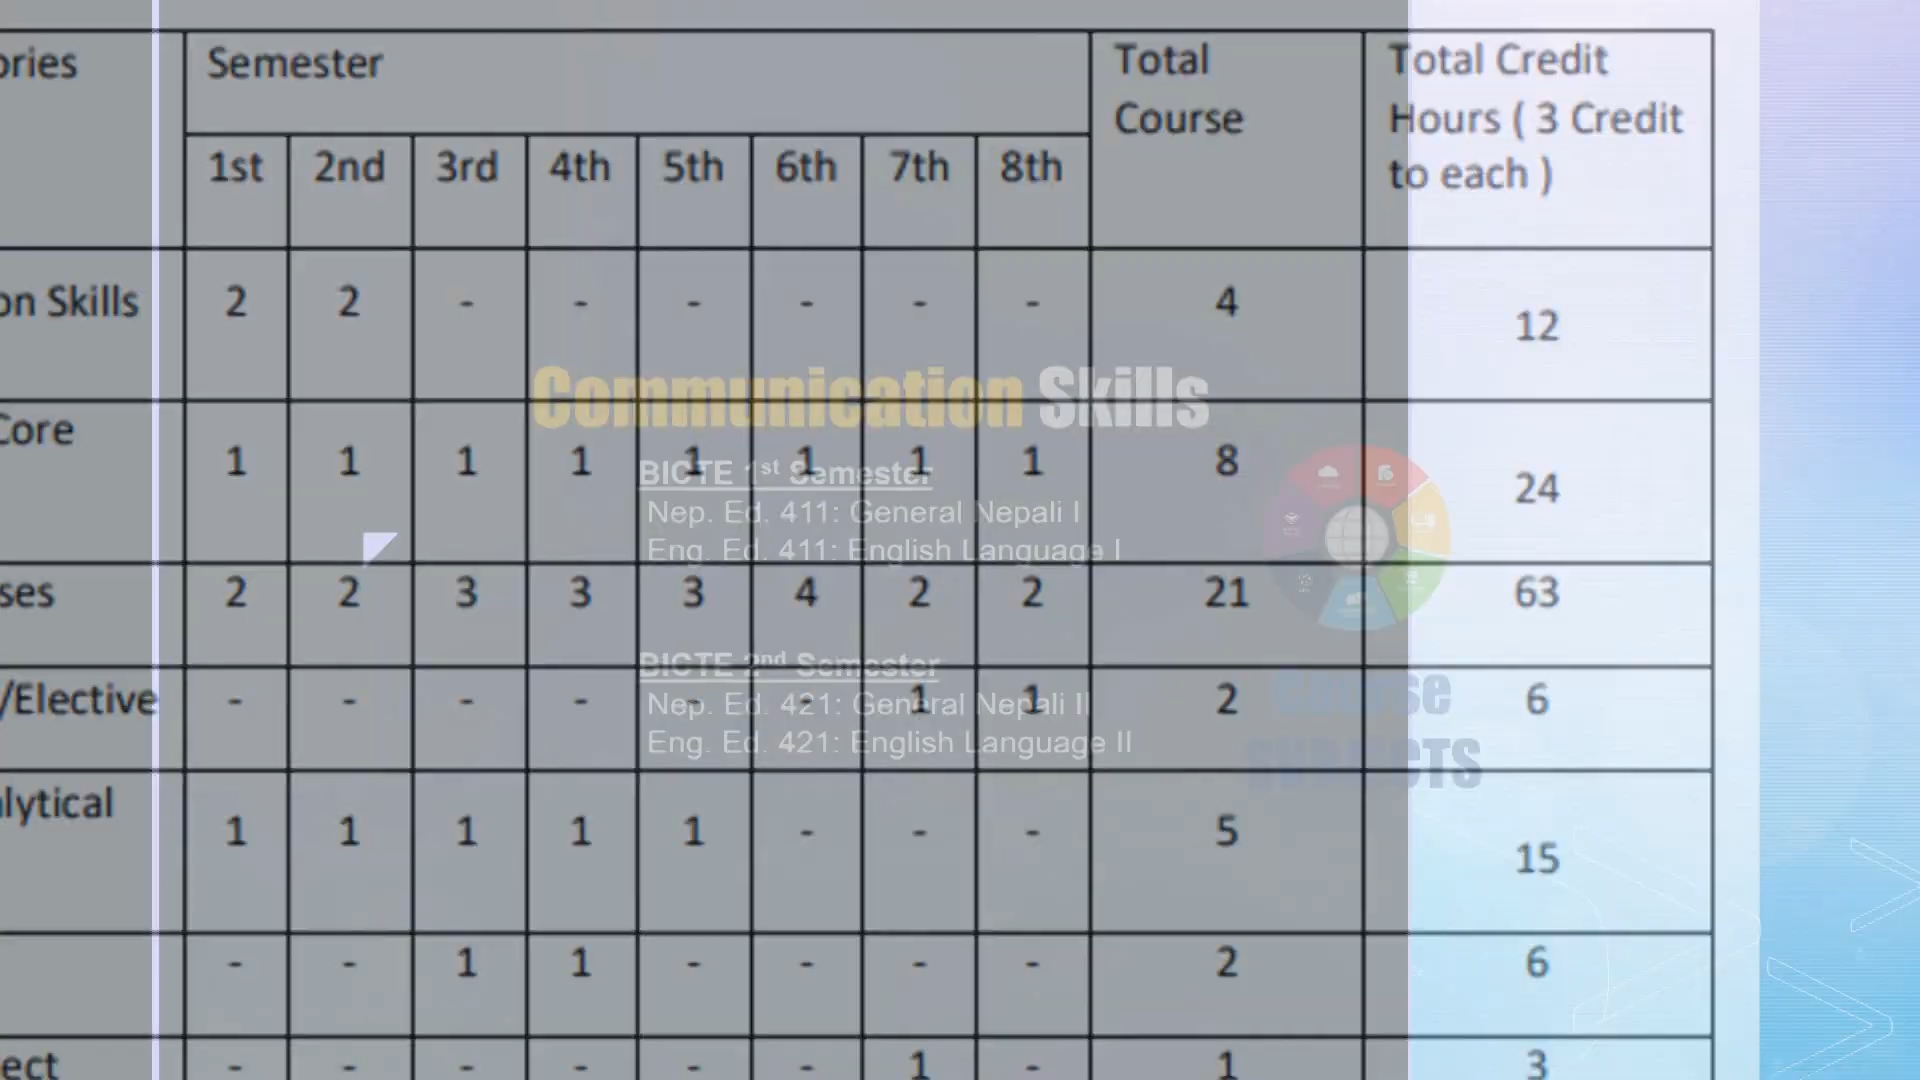 ories Semester Total Course Total Credit Hours ( 3 Credit to each )
1st 2nd 3rd 4th 5th 6th 7th 8th
on Skills 2 2 - - - - - - 4 12
Core 1 1 1 1 1 1 1 1 8 24
ses 2 2 3 3 3 4 2 2 21 63
/Elective - - - - - - 1 1 2 6
lytical 1 1 1 1 1 - - - 5 15
- - 1 1 - - - - 2 6
ect - - - - - - 1 - 1 3
Communication Skills
BICTE 1st Semester
Nep. Ed. 411: General Nepali I
Eng. Ed. 411: English Language I
BICTE 2nd Semester
Nep. Ed. 421: General Nepali II
Eng. Ed. 421: English Language II
Course
SUBJECTS